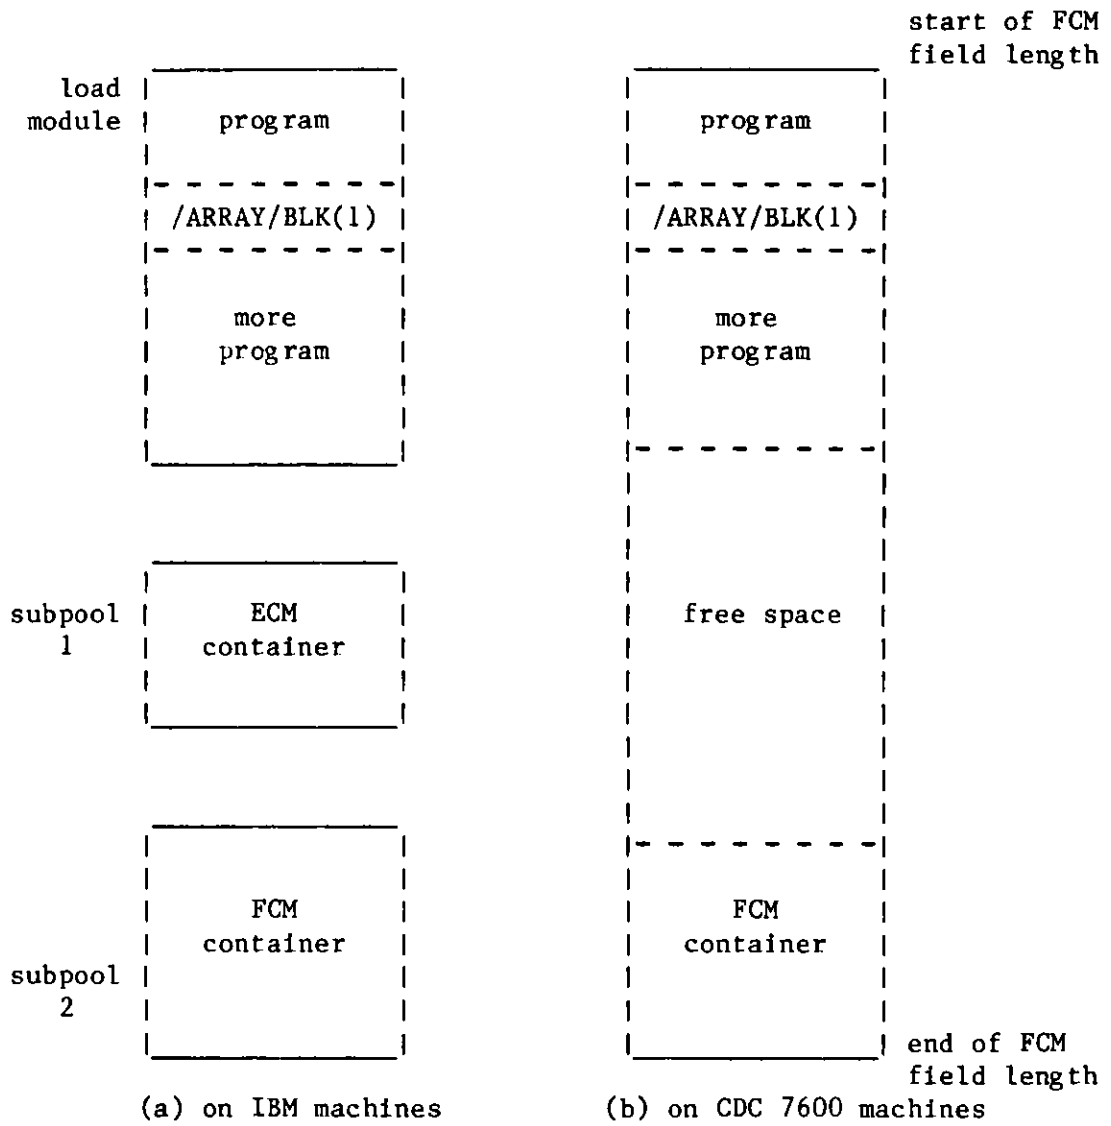 start of FCM
field length
load
module
program
/ARRAY/BLK(1)
more
program
subpool
1
ECM
container
subpool
2
FCM
container
(a) on IBM machines
program
/ARRAY/BLK(1)
more
program
free space
FCM
container
end of FCM
field length
(b) on CDC 7600 machines